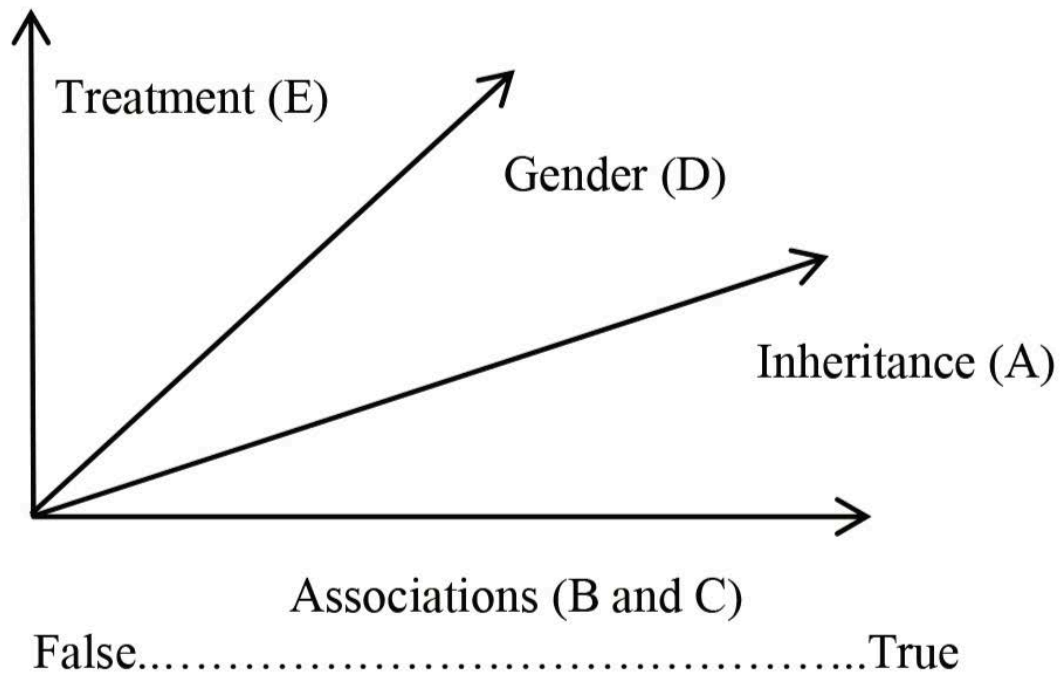 Treatment (E)
Gender (D)
Inheritance (A)
Associations (B and C)
False.............................................True